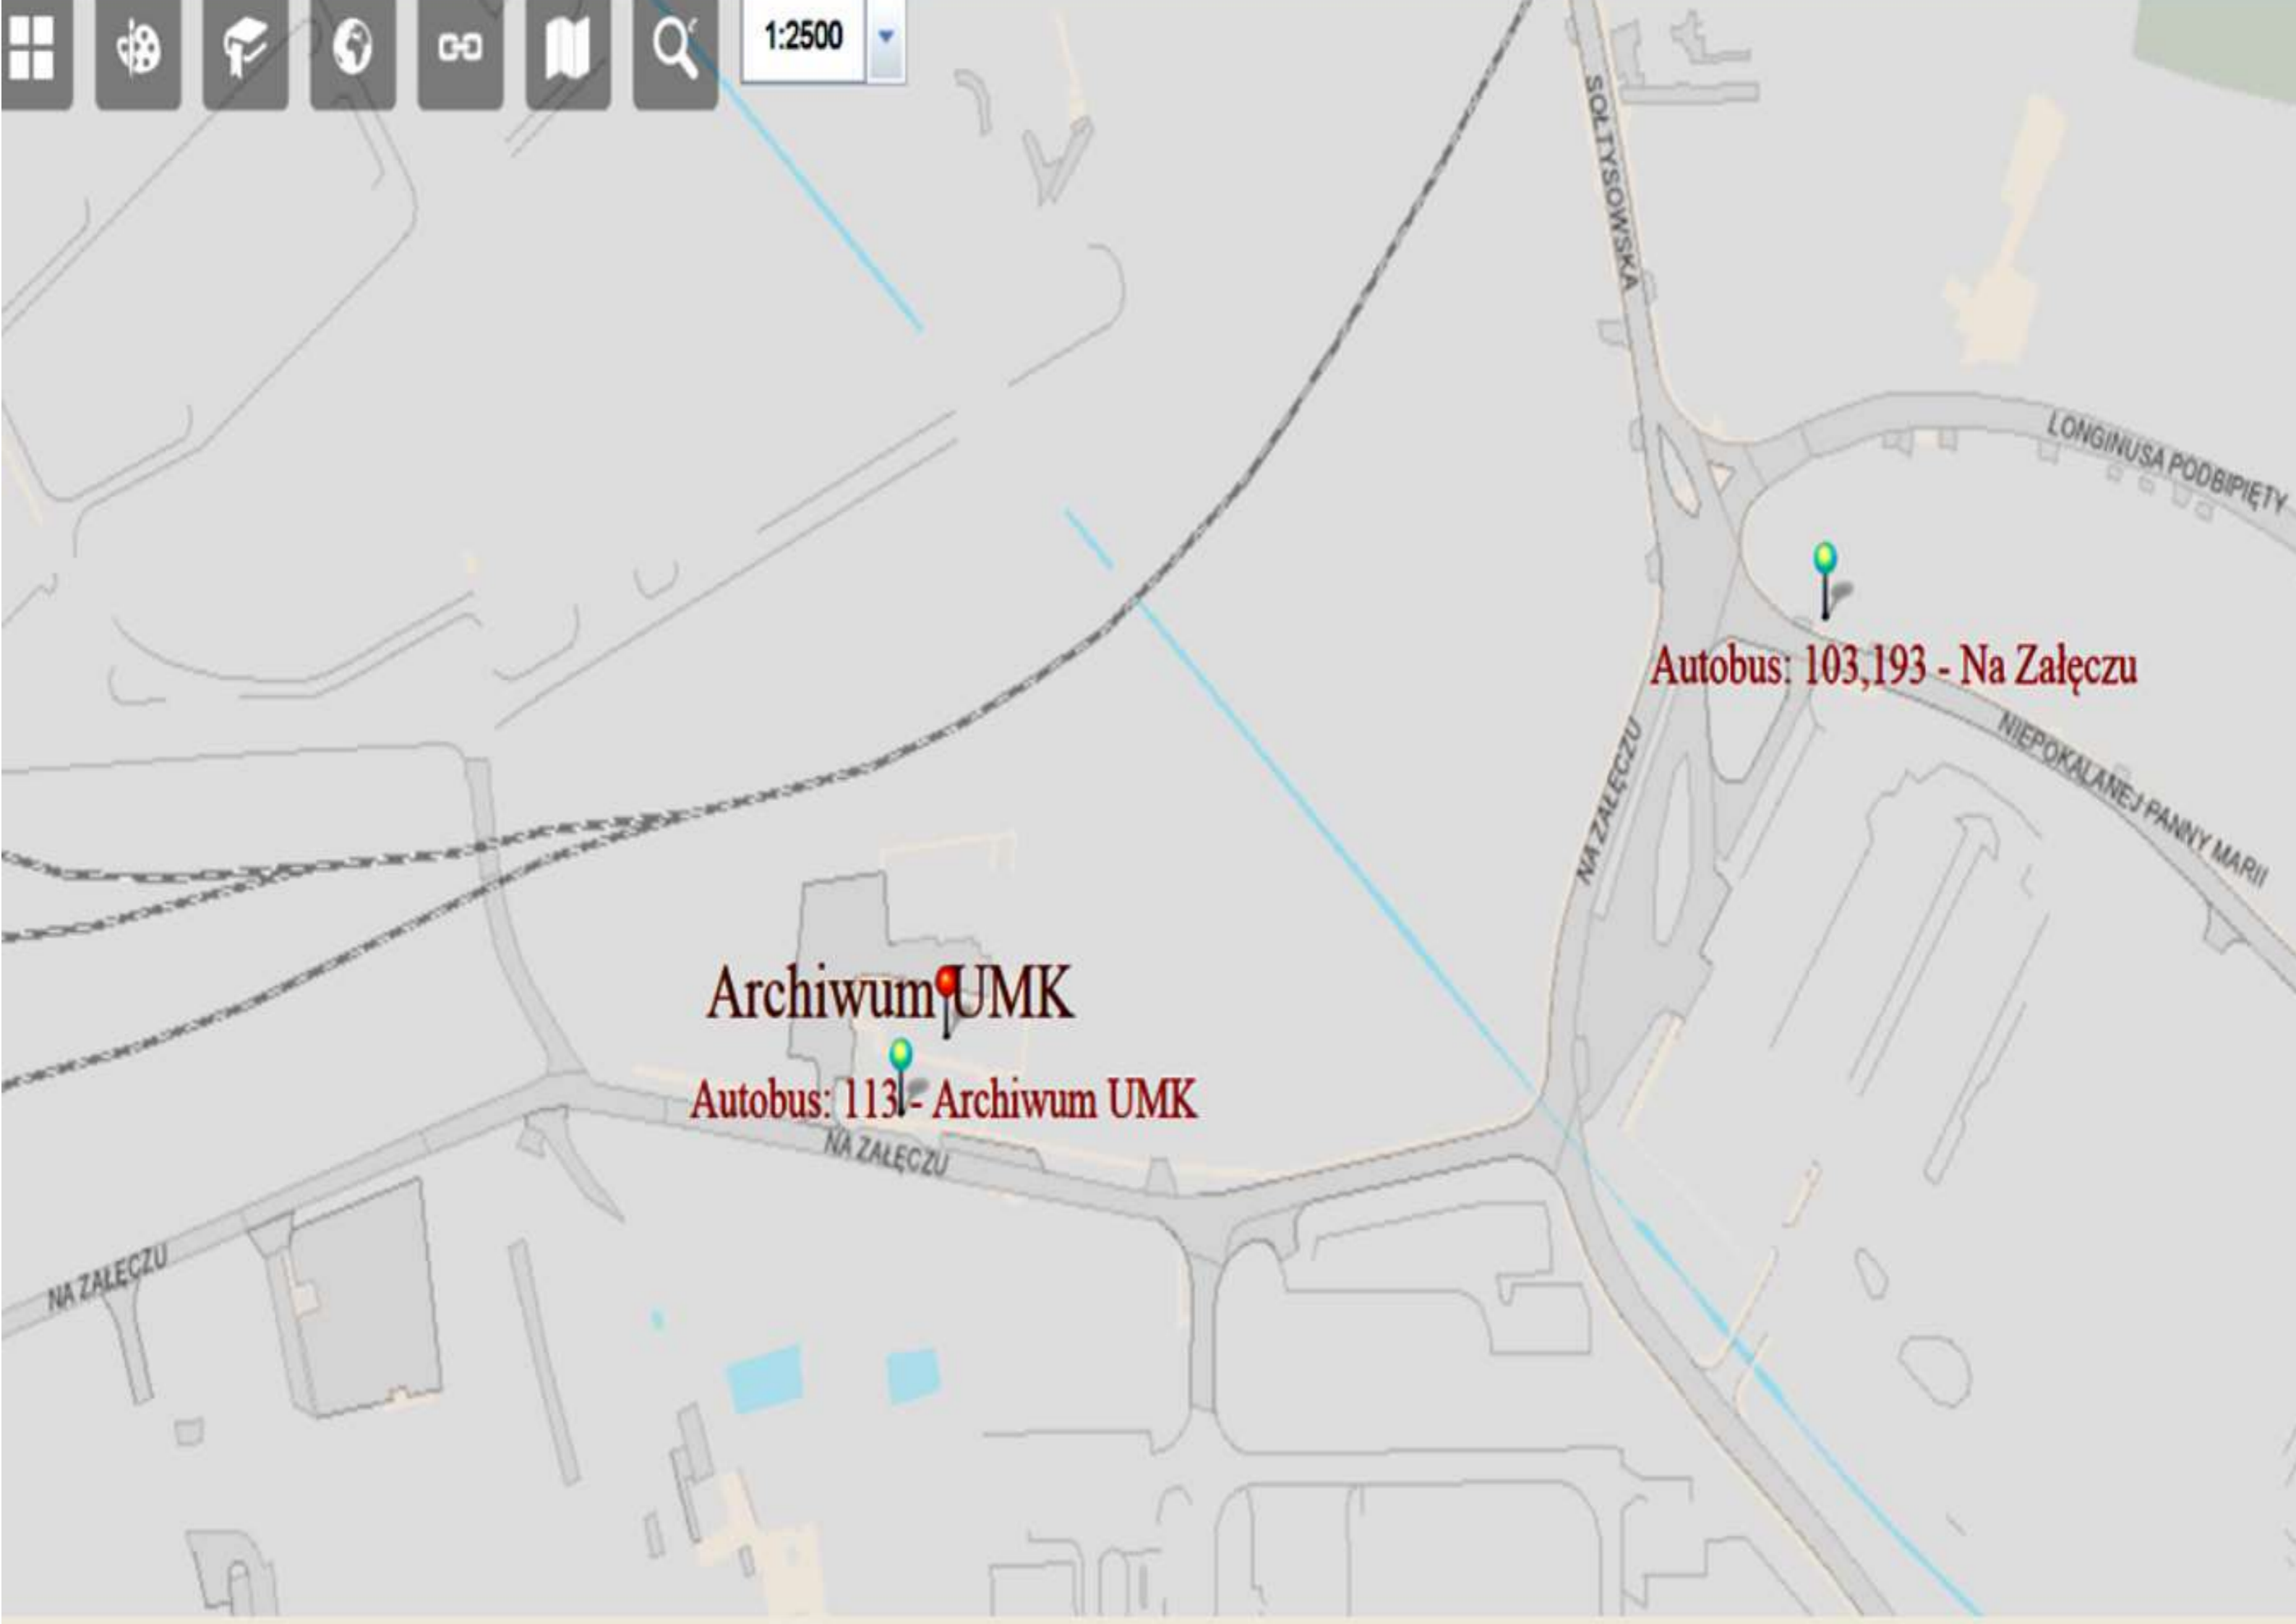 1:2500
SOŁTYSOWSKA
LONGINUSA PODBIPIĘTY
Autobus: 103,193 - Na Załęczu
NIEPOKALANEJ PANNY MARII
NA ZAŁĘCZU
Archiwum UMK
Autobus: 113 - Archiwum UMK
NA ZAŁĘCZU
NA ZAŁĘCZU